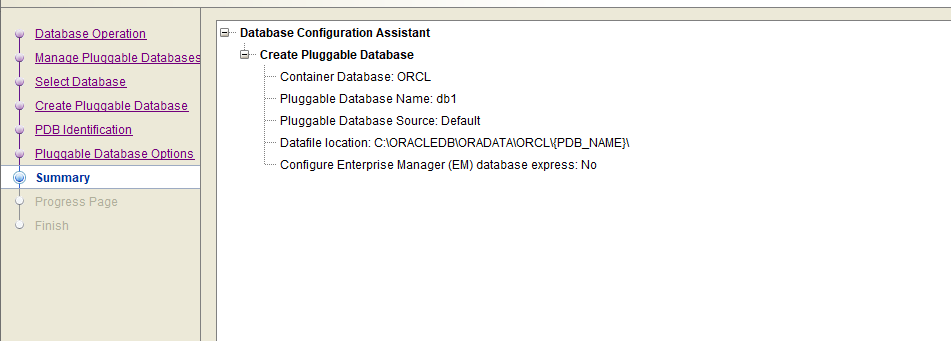 Database Operation
Manage Pluggable Databases
Select Database
Create Pluggable Database
PDB Identification
Pluggable Database Options
Summary
Progress Page
Finish
Database Configuration Assistant
Create Pluggable Database
Container Database: ORCL
Pluggable Database Name: db1
Pluggable Database Source: Default
Datafile location: C:\ORACLEDB\ORADATA\ORCL\{PDB_NAME}\
Configure Enterprise Manager (EM) database express: No